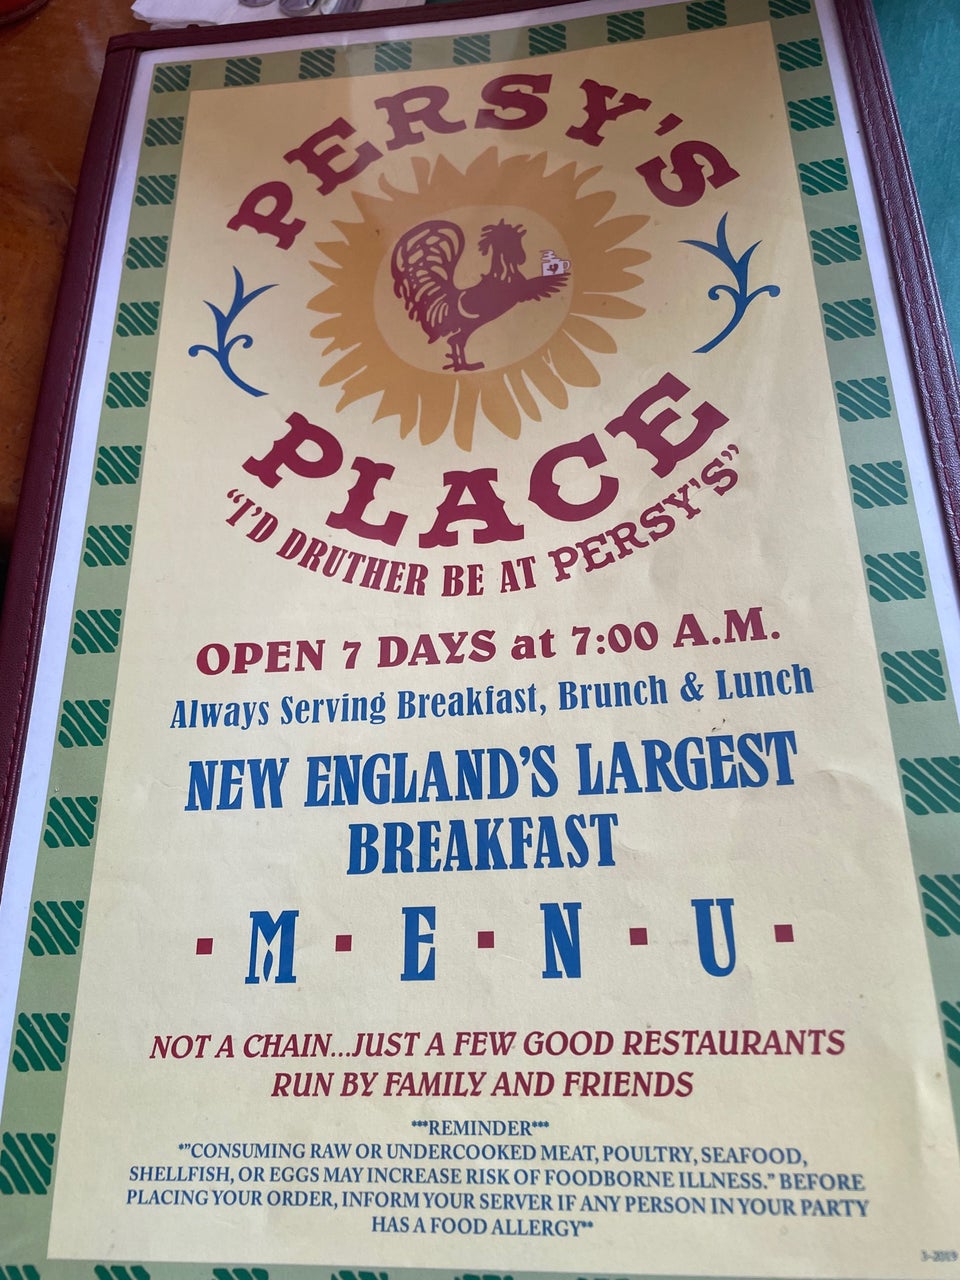 PERSY'S
PLACE
"I'D DRUTHER BE AT PERSY'S"
OPEN 7 DAYS at 7:00 A.M.
Always Serving Breakfast, Brunch & Lunch
NEW ENGLAND'S LARGEST
BREAKFAST
· M · E · N · U ·
NOT A CHAIN...JUST A FEW GOOD RESTAURANTS
RUN BY FAMILY AND FRIENDS
***REMINDER***
*"CONSUMING RAW OR UNDERCOOKED MEAT, POULTRY, SEAFOOD,
SHELLFISH, OR EGGS MAY INCREASE RISK OF FOODBORNE ILLNESS." BEFORE
PLACING YOUR ORDER, INFORM YOUR SERVER IF ANY PERSON IN YOUR PARTY
HAS A FOOD ALLERGY**
3-2019